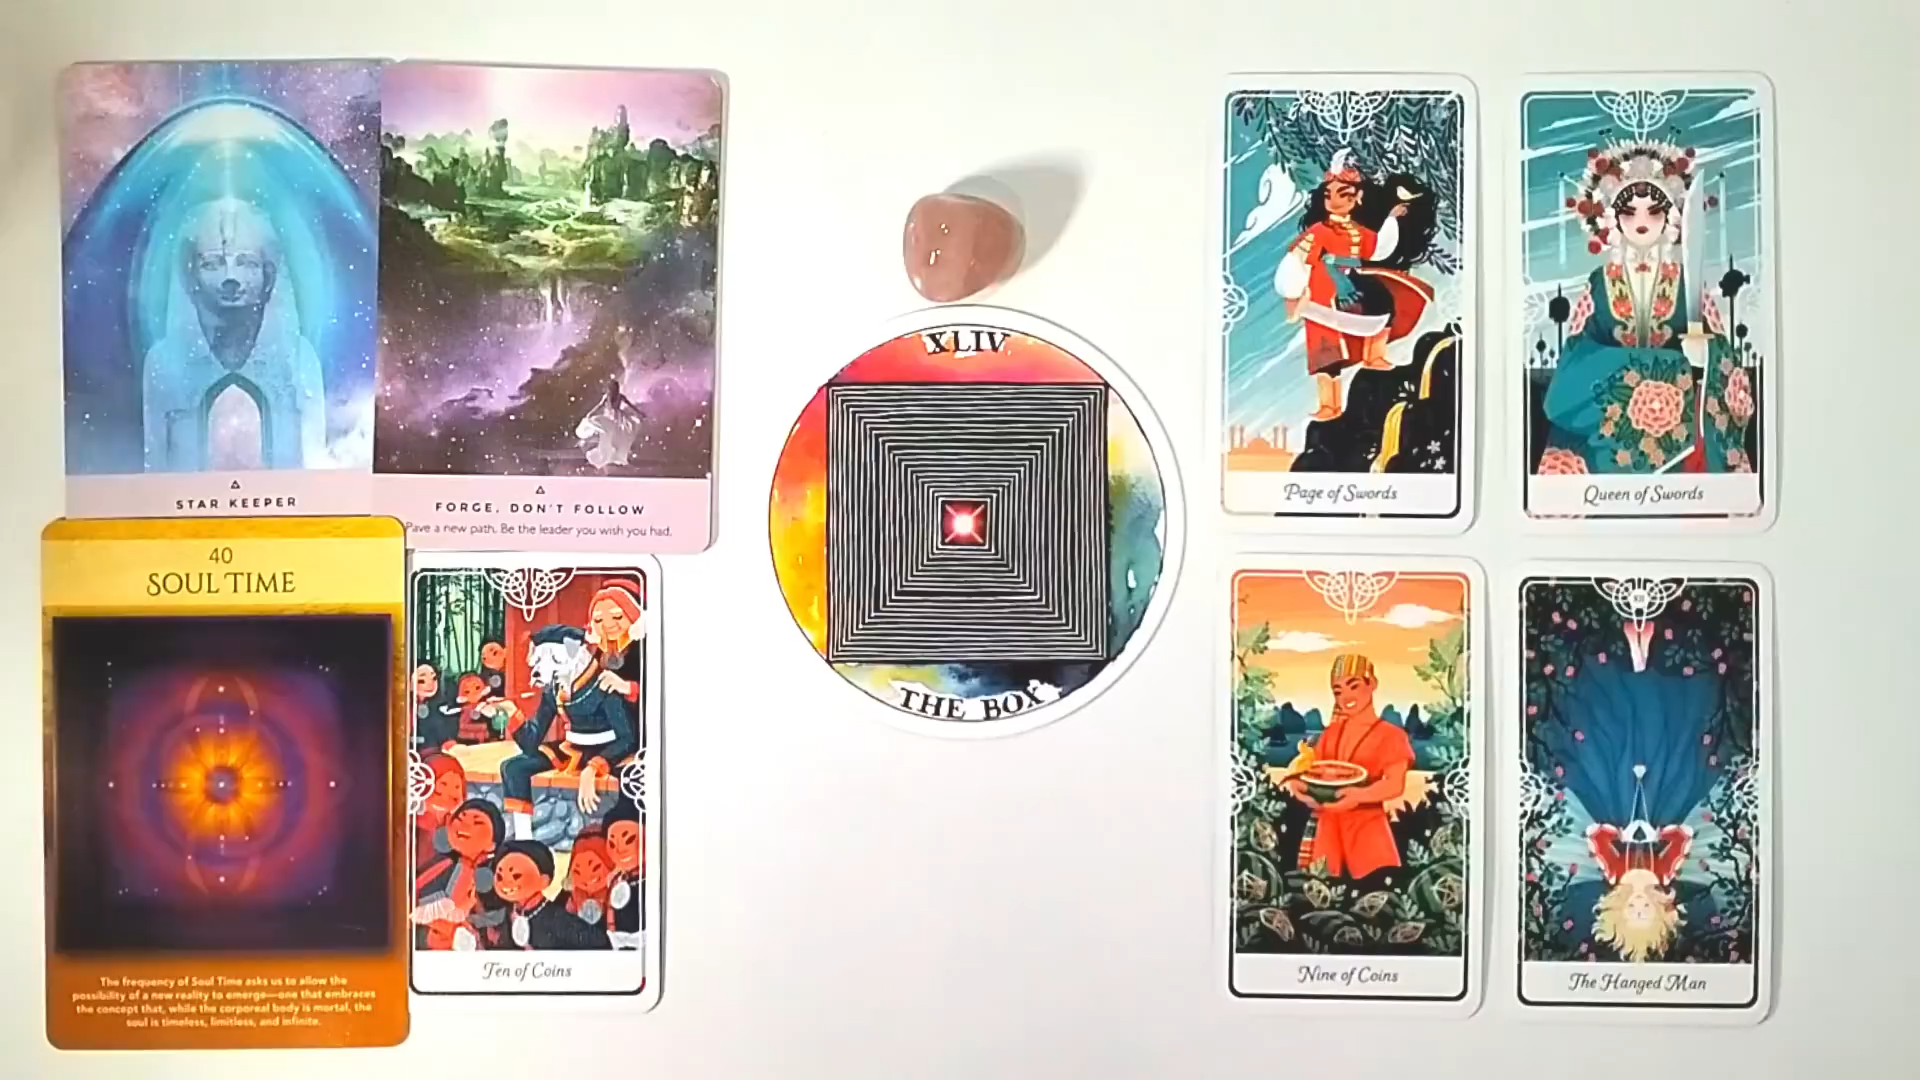 STAR KEEPER
FORGE, DON'T FOLLOW
Pave a new path. Be the leader you wish you had.
40
SOUL TIME
The frequency of Soul Time asks us to allow the
possibility of a new reality to emerge—one that embraces
the concept that, while the corporeal body is mortal, the
soul is timeless, limitless, and infinite.
Ten of Coins
XLIV
THE BOX
Page of Swords
Queen of Swords
Nine of Coins
XII
The Hanged Man